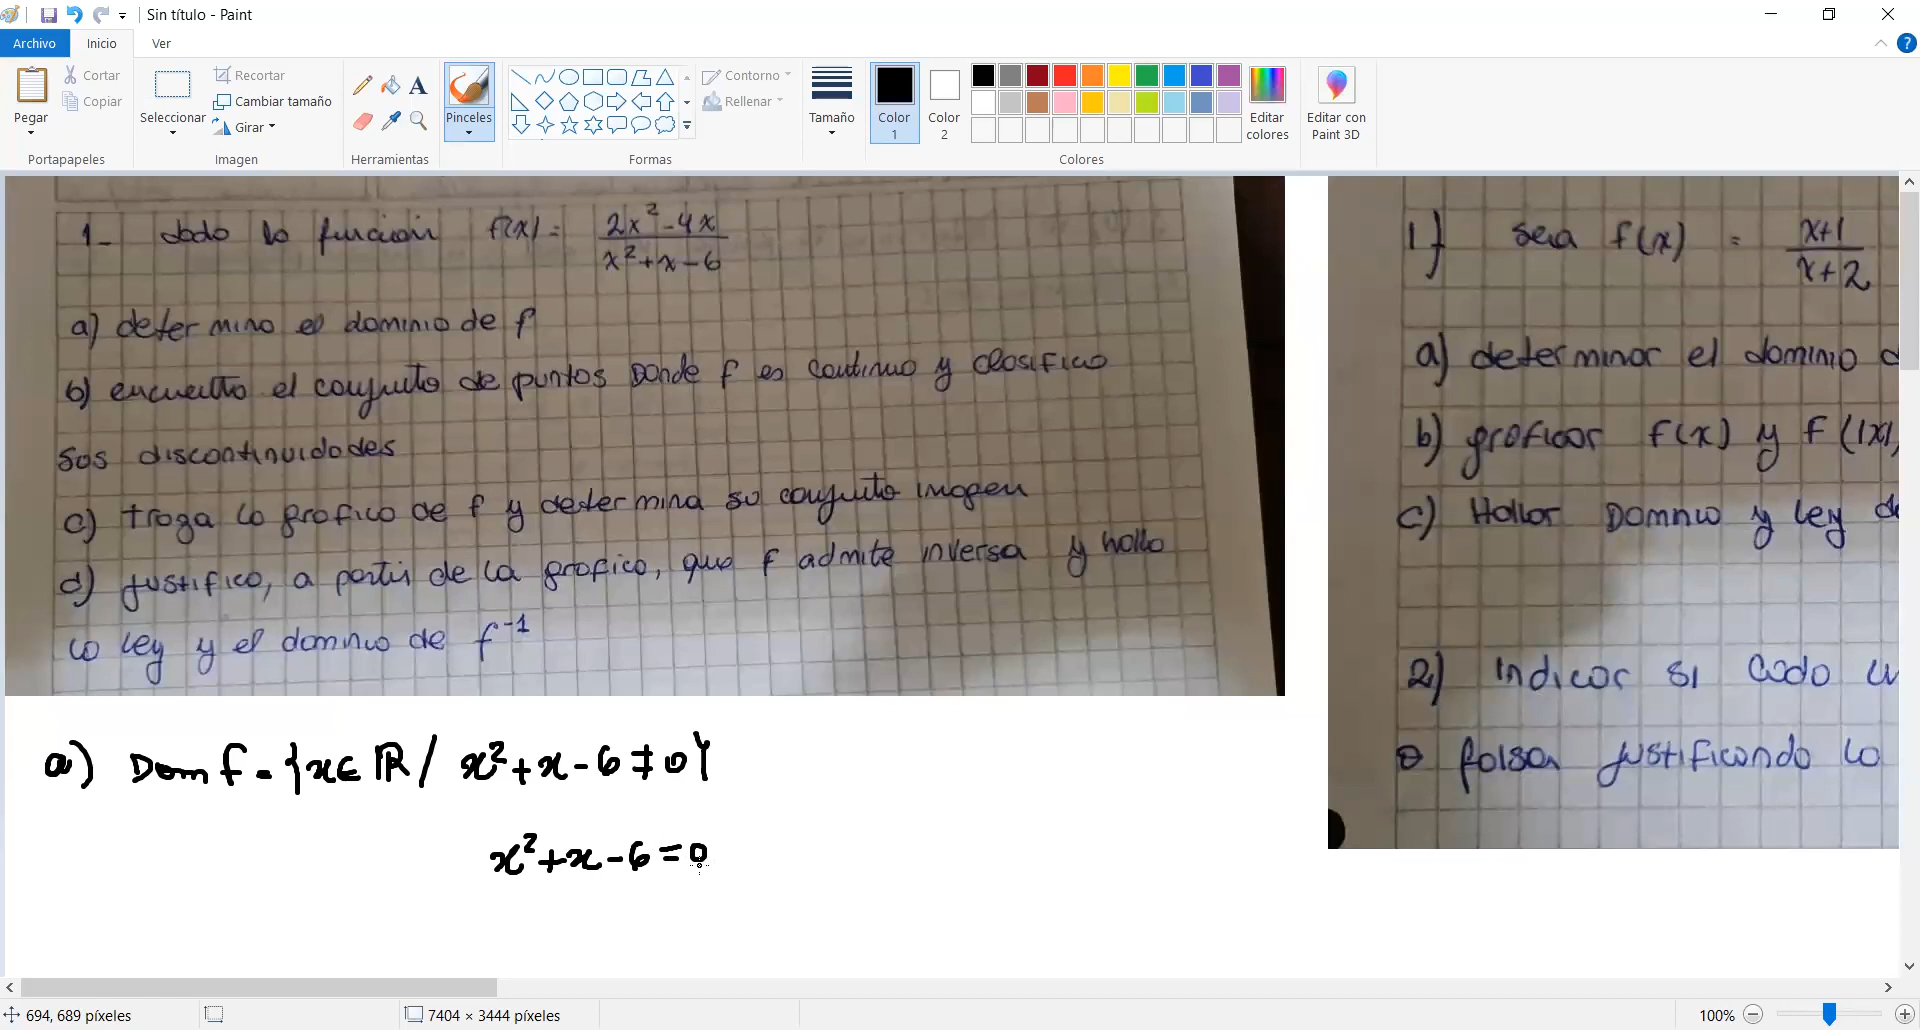 Sin título - Paint
Archivo
Inicio
Ver
Pegar
Cortar
Copiar
Portapapeles
Seleccionar
Recortar
Cambiar tamaño
Girar
Imagen
A
Herramientas
Pinceles
Contorno
Rellenar
Formas
Tamaño
Color 1
Color 2
Editar colores
Editar con Paint 3D
Colores
1- dado la funcion f(x) = 2x²-4x / x²+x-6
a) determina el dominio de f
b) encuentra el conjunto de puntos Donde f es continua y clasifica
sus discontinuidades
c) traza la grafica de f y determina su conjunto imagen
d) justifica, a partir de la grafica, que f admite inversa y halla
la ley y el dominio de f⁻¹
1) sea f(x) = x+1 / x+2
a) determinar el dominio d
b) graficar f(x) y f(|x|)
c) Hallar Dominio y ley de
2) indicar si cada
o falsa justificando lo
a) Dom f = {x∈ℝ / x²+x-6≠0}
x²+x-6=0
694, 689 píxeles
7404 × 3444 píxeles
100%